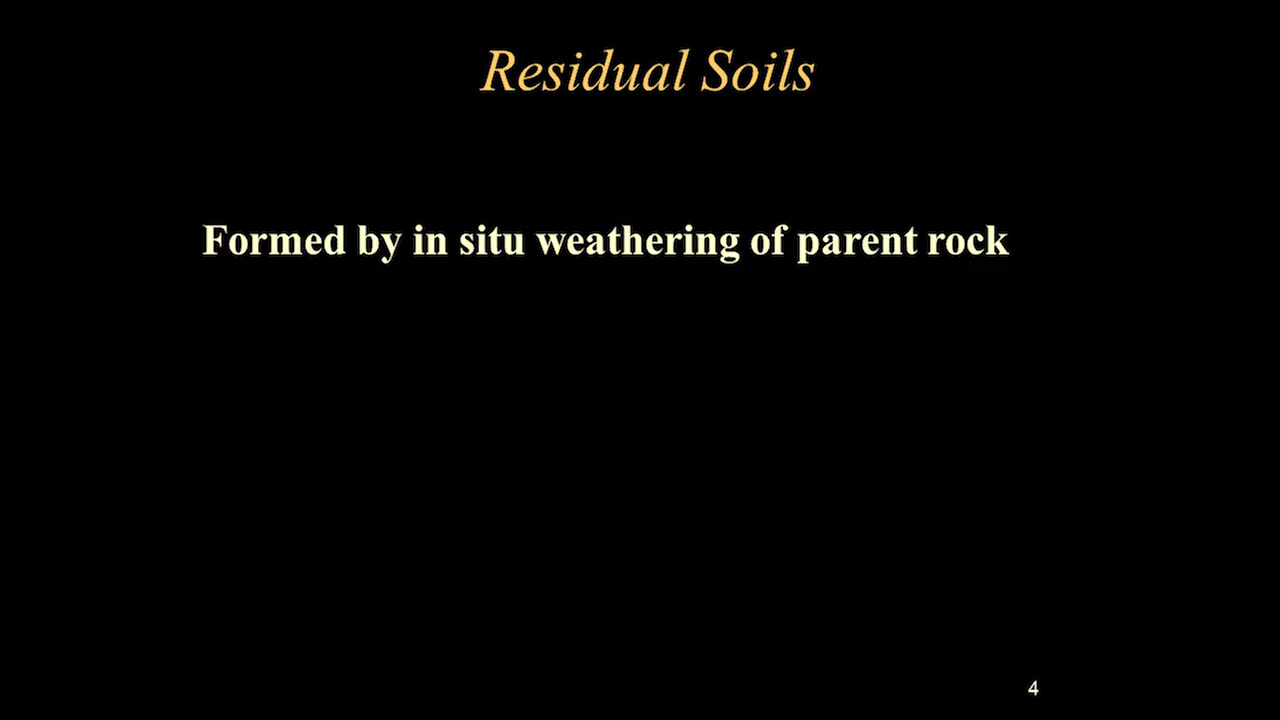 Residual Soils
Formed by in situ weathering of parent rock
4